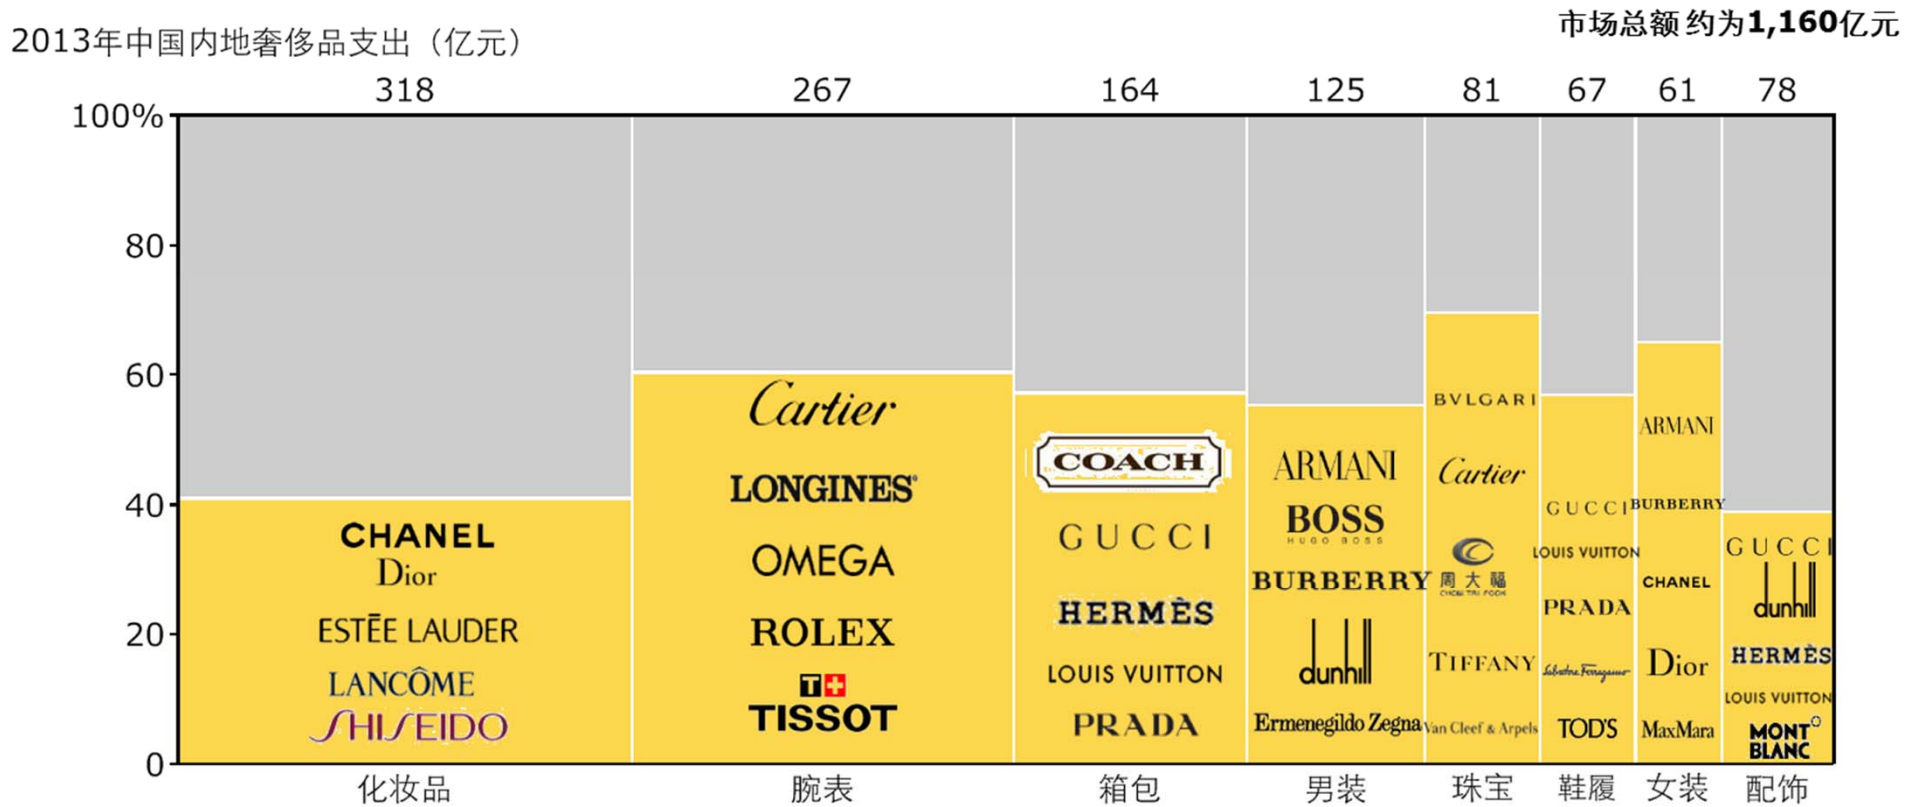 市场总额 约为1,160亿元
2013年中国内地奢侈品支出（亿元）
318 267 164 125 81 67 61 78
100%
80
60
40
20
0
CHANEL
Dior
ESTĒE LAUDER
LANCÔME
SHISEIDO
Cartier
LONGINES
OMEGA
ROLEX
T+
TISSOT
COACH
GUCCI
HERMÈS
LOUIS VUITTON
PRADA
ARMANI
BOSS
HUGO BOSS
BURBERRY
dunhill
Ermenegildo Zegna
BVLGARI
Cartier
周大福
CHOW TAI FOOK
TIFFANY
Van Cleef & Arpels
GUCCI
LOUIS VUITTON
PRADA
Salvatore Ferragamo
TOD'S
ARMANI
BURBERRY
CHANEL
Dior
MaxMara
GUCCI
dunhill
HERMÈS
LOUIS VUITTON
MONT
BLANC
化妆品 腕表 箱包 男装 珠宝 鞋履 女装 配饰